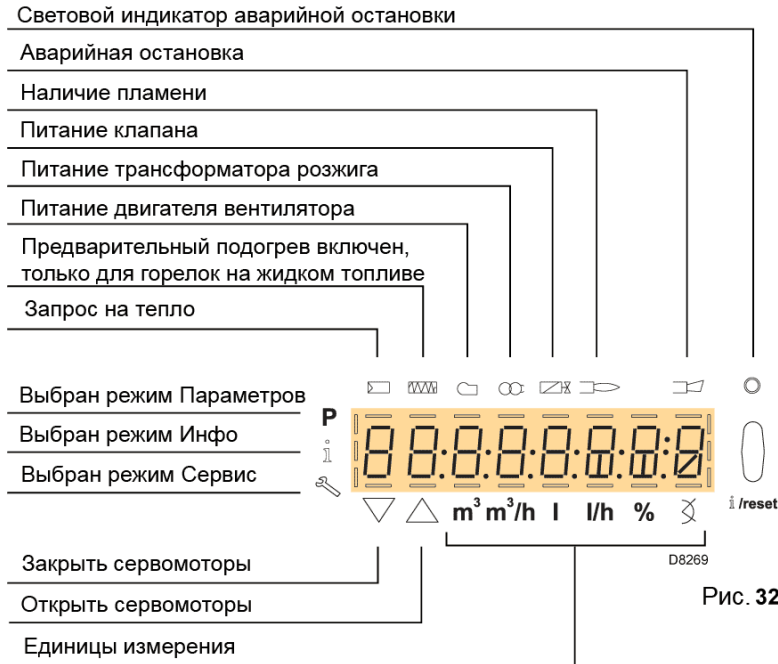 Световой индикатор аварийной остановки
Аварийная остановка
Наличие пламени
Питание клапана
Питание трансформатора розжига
Питание двигателя вентилятора
Предварительный подогрев включен,
только для горелок на жидком топливе
Запрос на тепло
Выбран режим Параметров
P
Выбран режим Инфо
i
Выбран режим Сервис
m³ m³/h l l/h %
i /reset
D8269
Закрыть сервомоторы
Рис. 32
Открыть сервомоторы
Единицы измерения